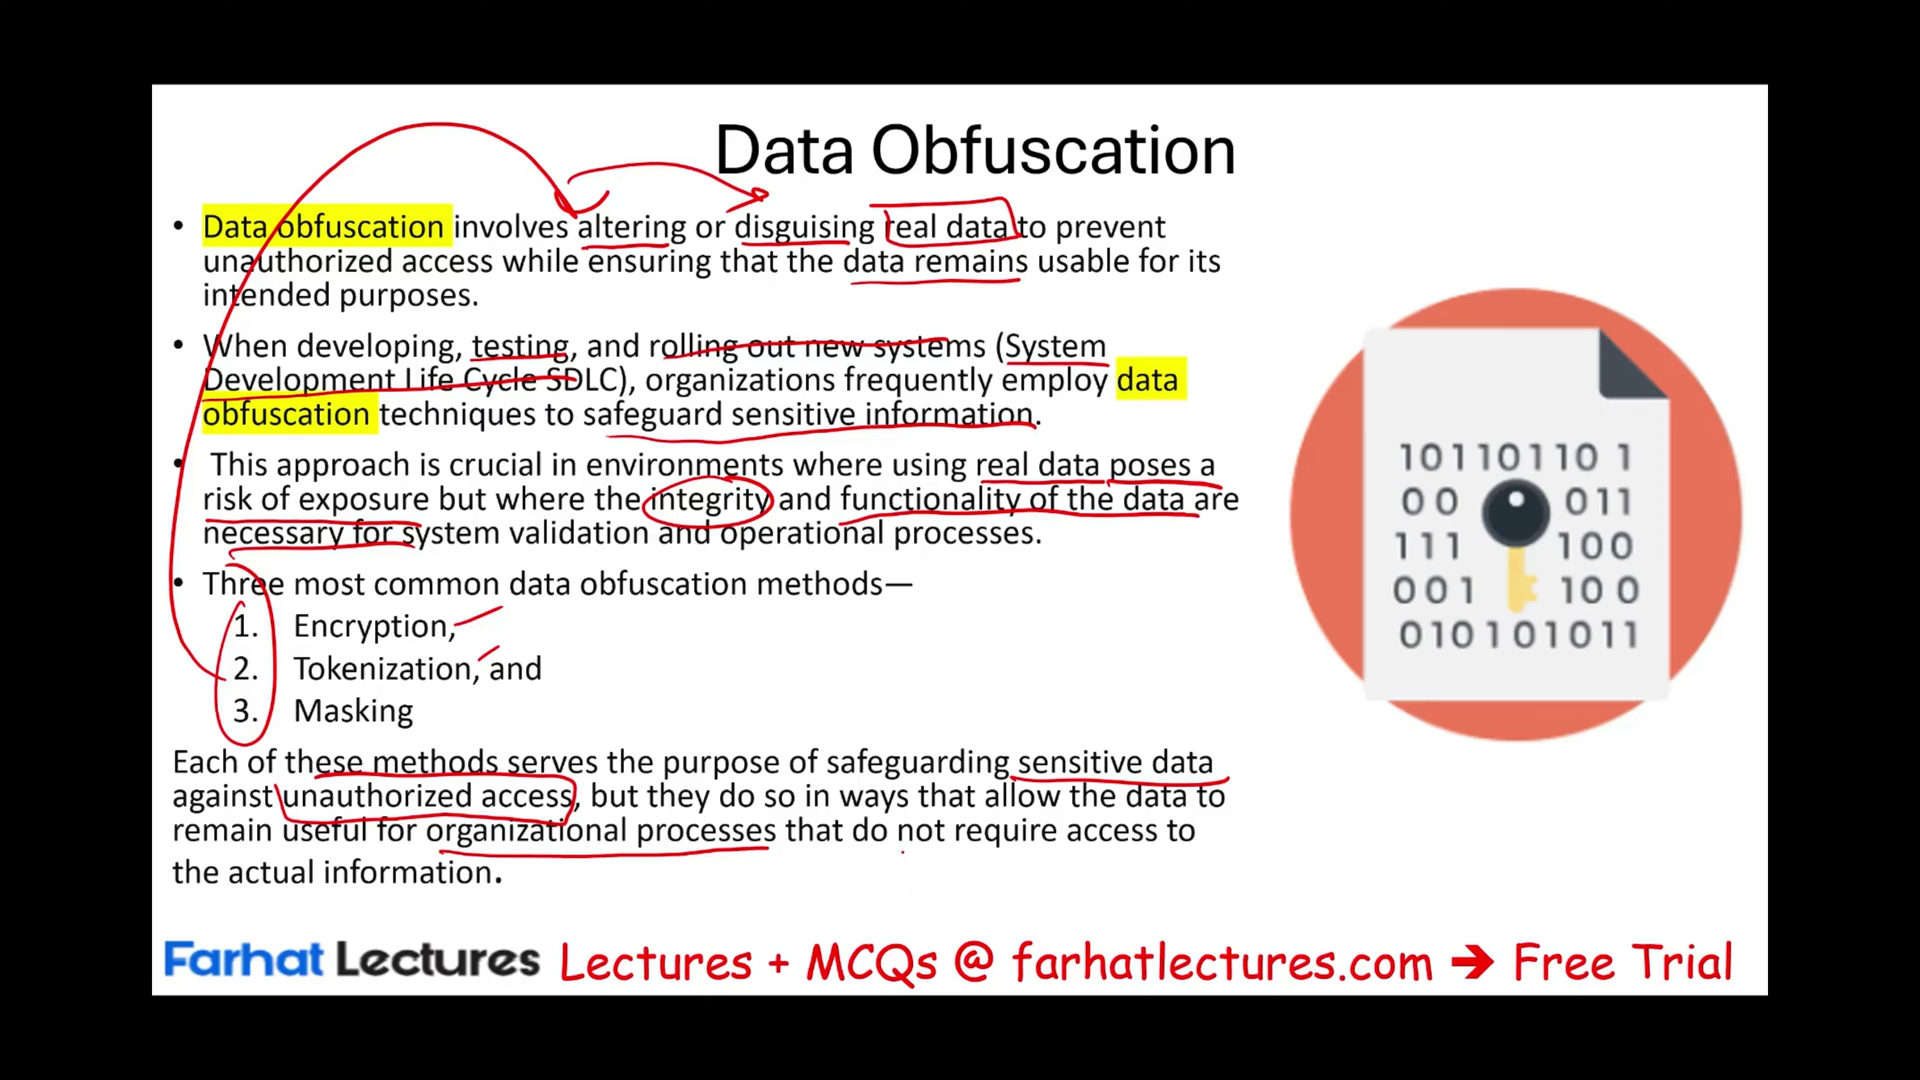 Data Obfuscation
• Data obfuscation involves altering or disguising real data to prevent
unauthorized access while ensuring that the data remains usable for its
intended purposes.
• When developing, testing, and rolling out new systems (System
Development Life Cycle SDLC), organizations frequently employ data
obfuscation techniques to safeguard sensitive information.
• This approach is crucial in environments where using real data poses a
risk of exposure but where the integrity and functionality of the data are
necessary for system validation and operational processes.
• Three most common data obfuscation methods—
1. Encryption,
2. Tokenization, and
3. Masking
Each of these methods serves the purpose of safeguarding sensitive data
against unauthorized access, but they do so in ways that allow the data to
remain useful for organizational processes that do not require access to
the actual information.
10110110 1
00 011
111 100
001 100
010101011
Farhat Lectures Lectures + MCQs @ farhatlectures.com → Free Trial